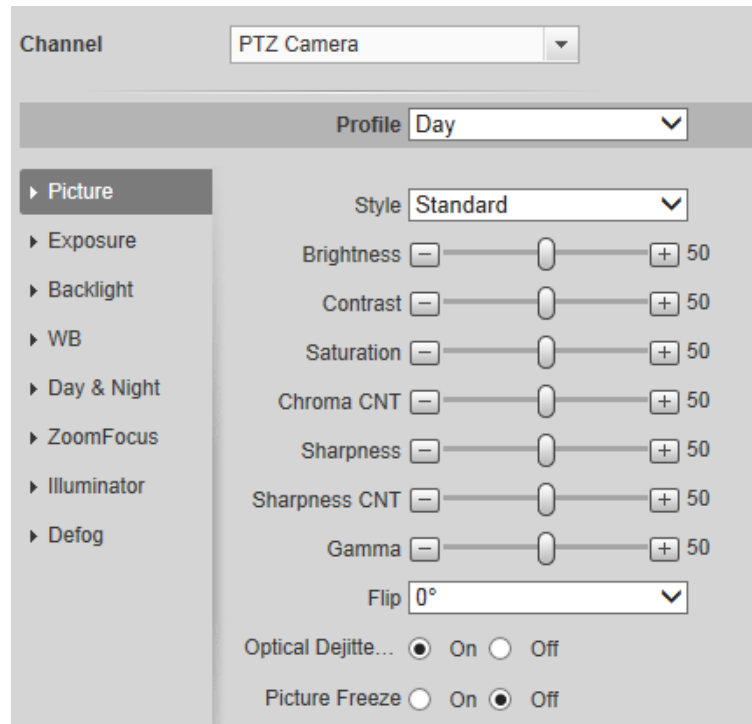 Channel PTZ Camera
Profile Day
Picture
Exposure
Backlight
WB
Day & Night
ZoomFocus
Illuminator
Defog
Style Standard
Brightness 50
Contrast 50
Saturation 50
Chroma CNT 50
Sharpness 50
Sharpness CNT 50
Gamma 50
Flip 0°
Optical Dejitte... On Off
Picture Freeze On Off